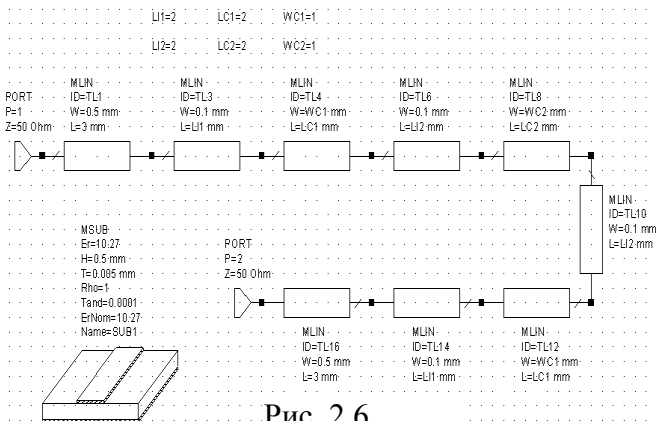 LI1=2 LC1=2 WC1=1
LI2=2 LC2=2 WC2=1
PORT
P=1
Z=50 Ohm
MLIN
ID=TL1
W=0.5 mm
L=3 mm
MLIN
ID=TL3
W=0.1 mm
L=LI1 mm
MLIN
ID=TL4
W=WC1 mm
L=LC1 mm
MLIN
ID=TL6
W=0.1 mm
L=LI2 mm
MLIN
ID=TL8
W=WC2 mm
L=LC2 mm
MLIN
ID=TL10
W=0.1 mm
L=LI2 mm
MSUB
Er=10.27
H=0.5 mm
T=0.005 mm
Rho=1
Tand=0.0001
ErNom=10.27
Name=SUB1
PORT
P=2
Z=50 Ohm
MLIN
ID=TL16
W=0.5 mm
L=3 mm
MLIN
ID=TL14
W=0.1 mm
L=LI1 mm
MLIN
ID=TL12
W=WC1 mm
L=LC1 mm
Рис. 2.6